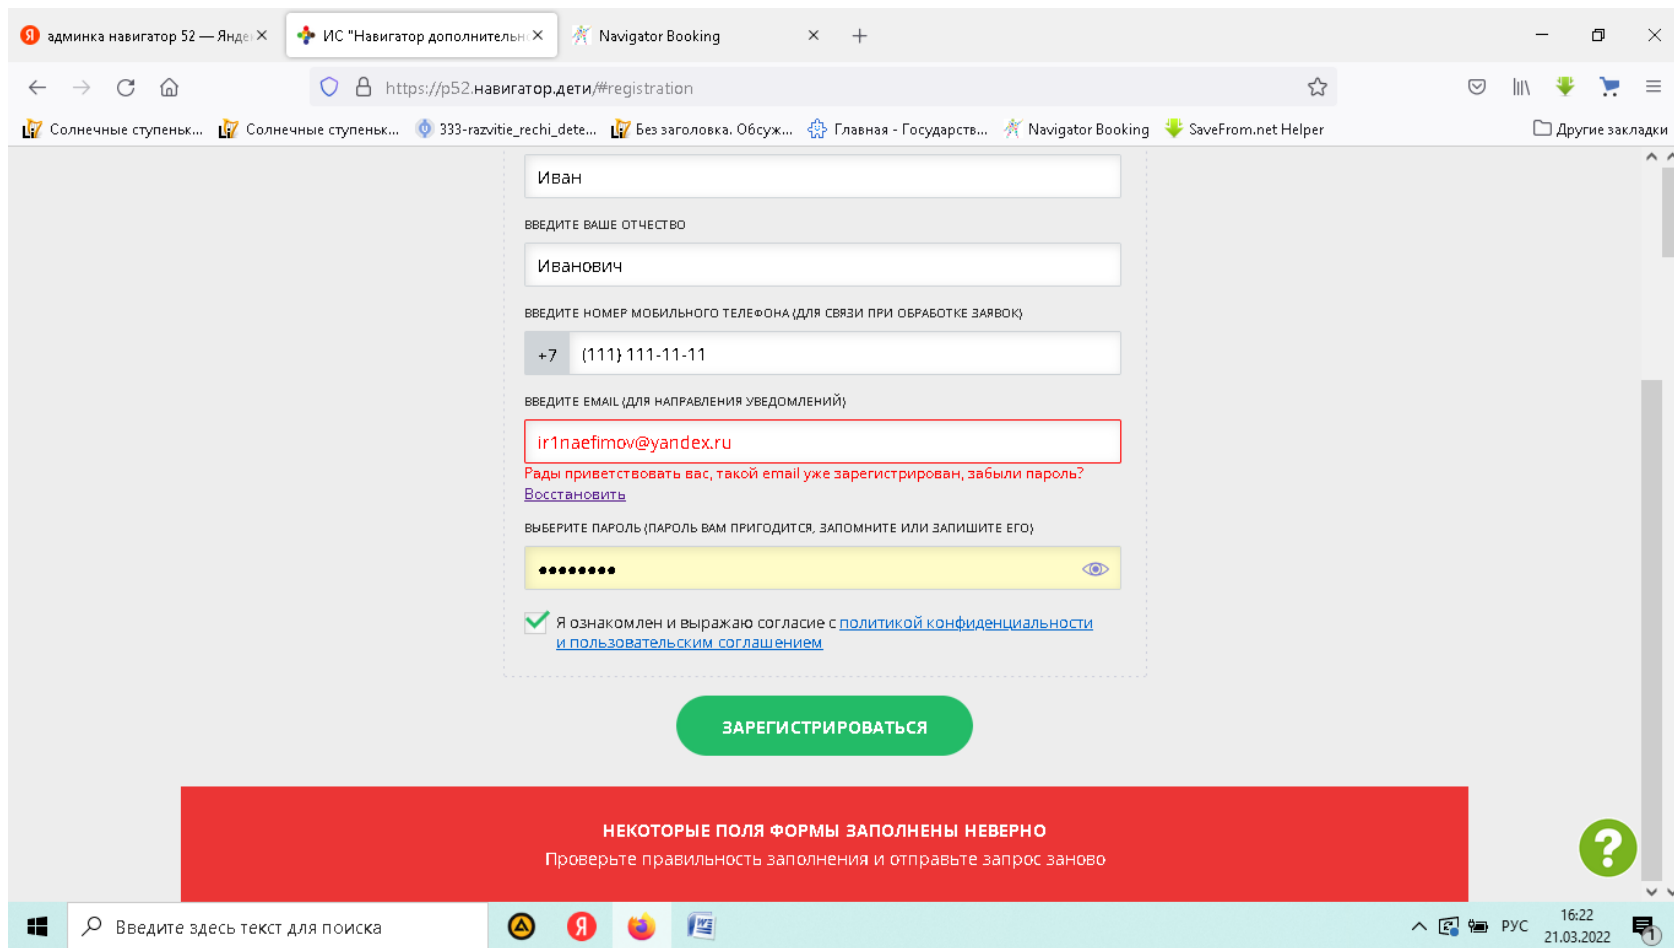 админка навигатор 52 — Янде
ИС "Навигатор дополнительн
Navigator Booking
https://р52.навигатор.дети/#registration
Солнечные ступеньк...
Солнечные ступеньк...
333-razvitie_rechi_dete...
Без заголовка. Обсуж...
Главная - Государств...
Navigator Booking
SaveFrom.net Helper
Другие закладки
Иван
ВВЕДИТЕ ВАШЕ ОТЧЕСТВО
Иванович
ВВЕДИТЕ НОМЕР МОБИЛЬНОГО ТЕЛЕФОНА (ДЛЯ СВЯЗИ ПРИ ОБРАБОТКЕ ЗАЯВОК)
+7 (111) 111-11-11
ВВЕДИТЕ EMAIL (ДЛЯ НАПРАВЛЕНИЯ УВЕДОМЛЕНИЙ)
ir1naefimov@yandex.ru
Рады приветствовать вас, такой email уже зарегистрирован, забыли пароль?
Восстановить
ВЫБЕРИТЕ ПАРОЛЬ (ПАРОЛЬ ВАМ ПРИГОДИТСЯ, ЗАПОМНИТЕ ИЛИ ЗАПИШИТЕ ЕГО)
••••••••
Я ознакомлен и выражаю согласие с политикой конфиденциальности
и пользовательским соглашением
ЗАРЕГИСТРИРОВАТЬСЯ
НЕКОТОРЫЕ ПОЛЯ ФОРМЫ ЗАПОЛНЕНЫ НЕВЕРНО
Проверьте правильность заполнения и отправьте запрос заново
?
Введите здесь текст для поиска
РУС
16:22
21.03.2022
1